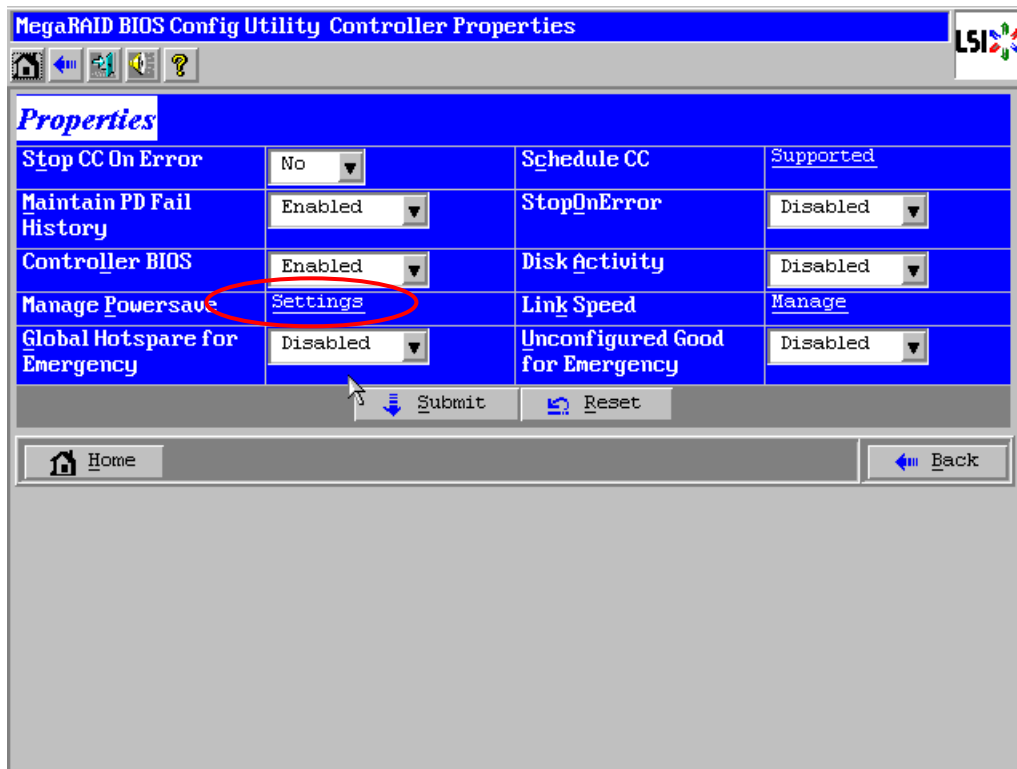 MegaRAID BIOS Config Utility Controller Properties
LSI
Properties
Stop CC On Error
No
Schedule CC
Supported
Maintain PD Fail
History
Enabled
StopOnError
Disabled
Controller BIOS
Enabled
Disk Activity
Disabled
Manage Powersave
Settings
Link Speed
Manage
Global Hotspare for
Emergency
Disabled
Unconfigured Good
for Emergency
Disabled
Submit
Reset
Home
Back